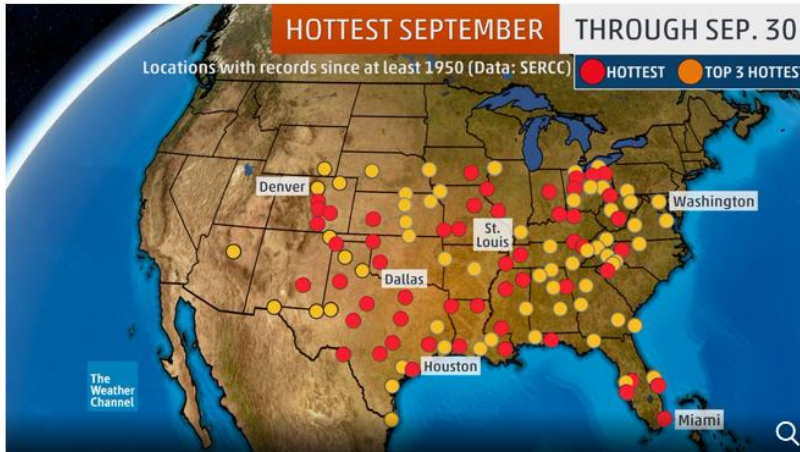 HOTTEST SEPTEMBER
THROUGH SEP. 30
Locations with records since at least 1950 (Data: SERCC)
HOTTEST
TOP 3 HOTTEST
Denver
Washington
St.
Louis
Dallas
Houston
The
Weather
Channel
Miami